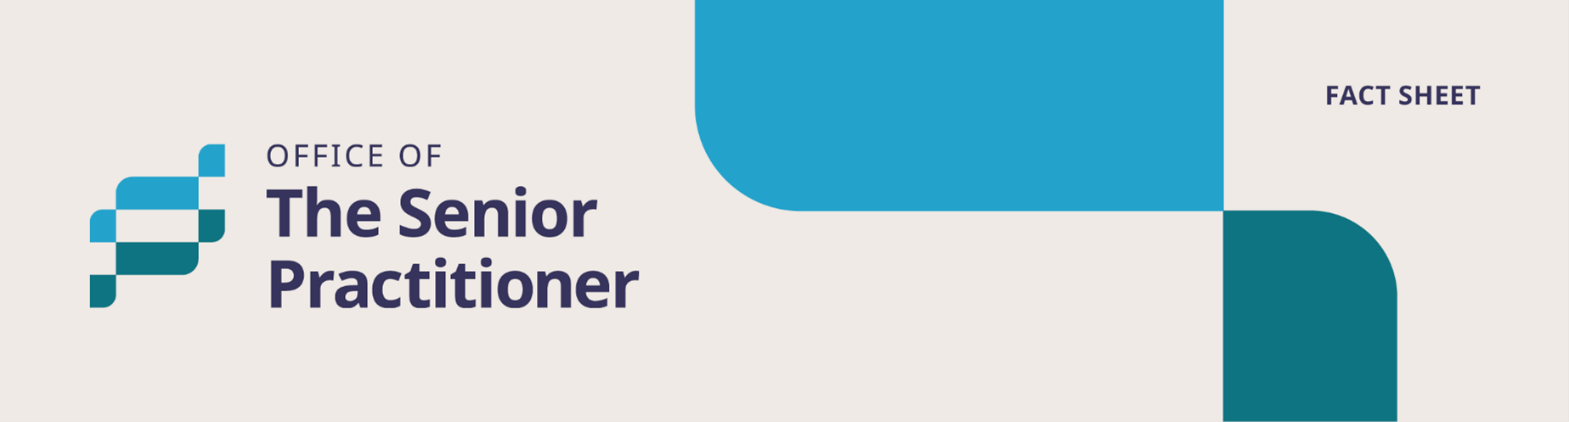 OFFICE OF
The Senior
Practitioner
FACT SHEET